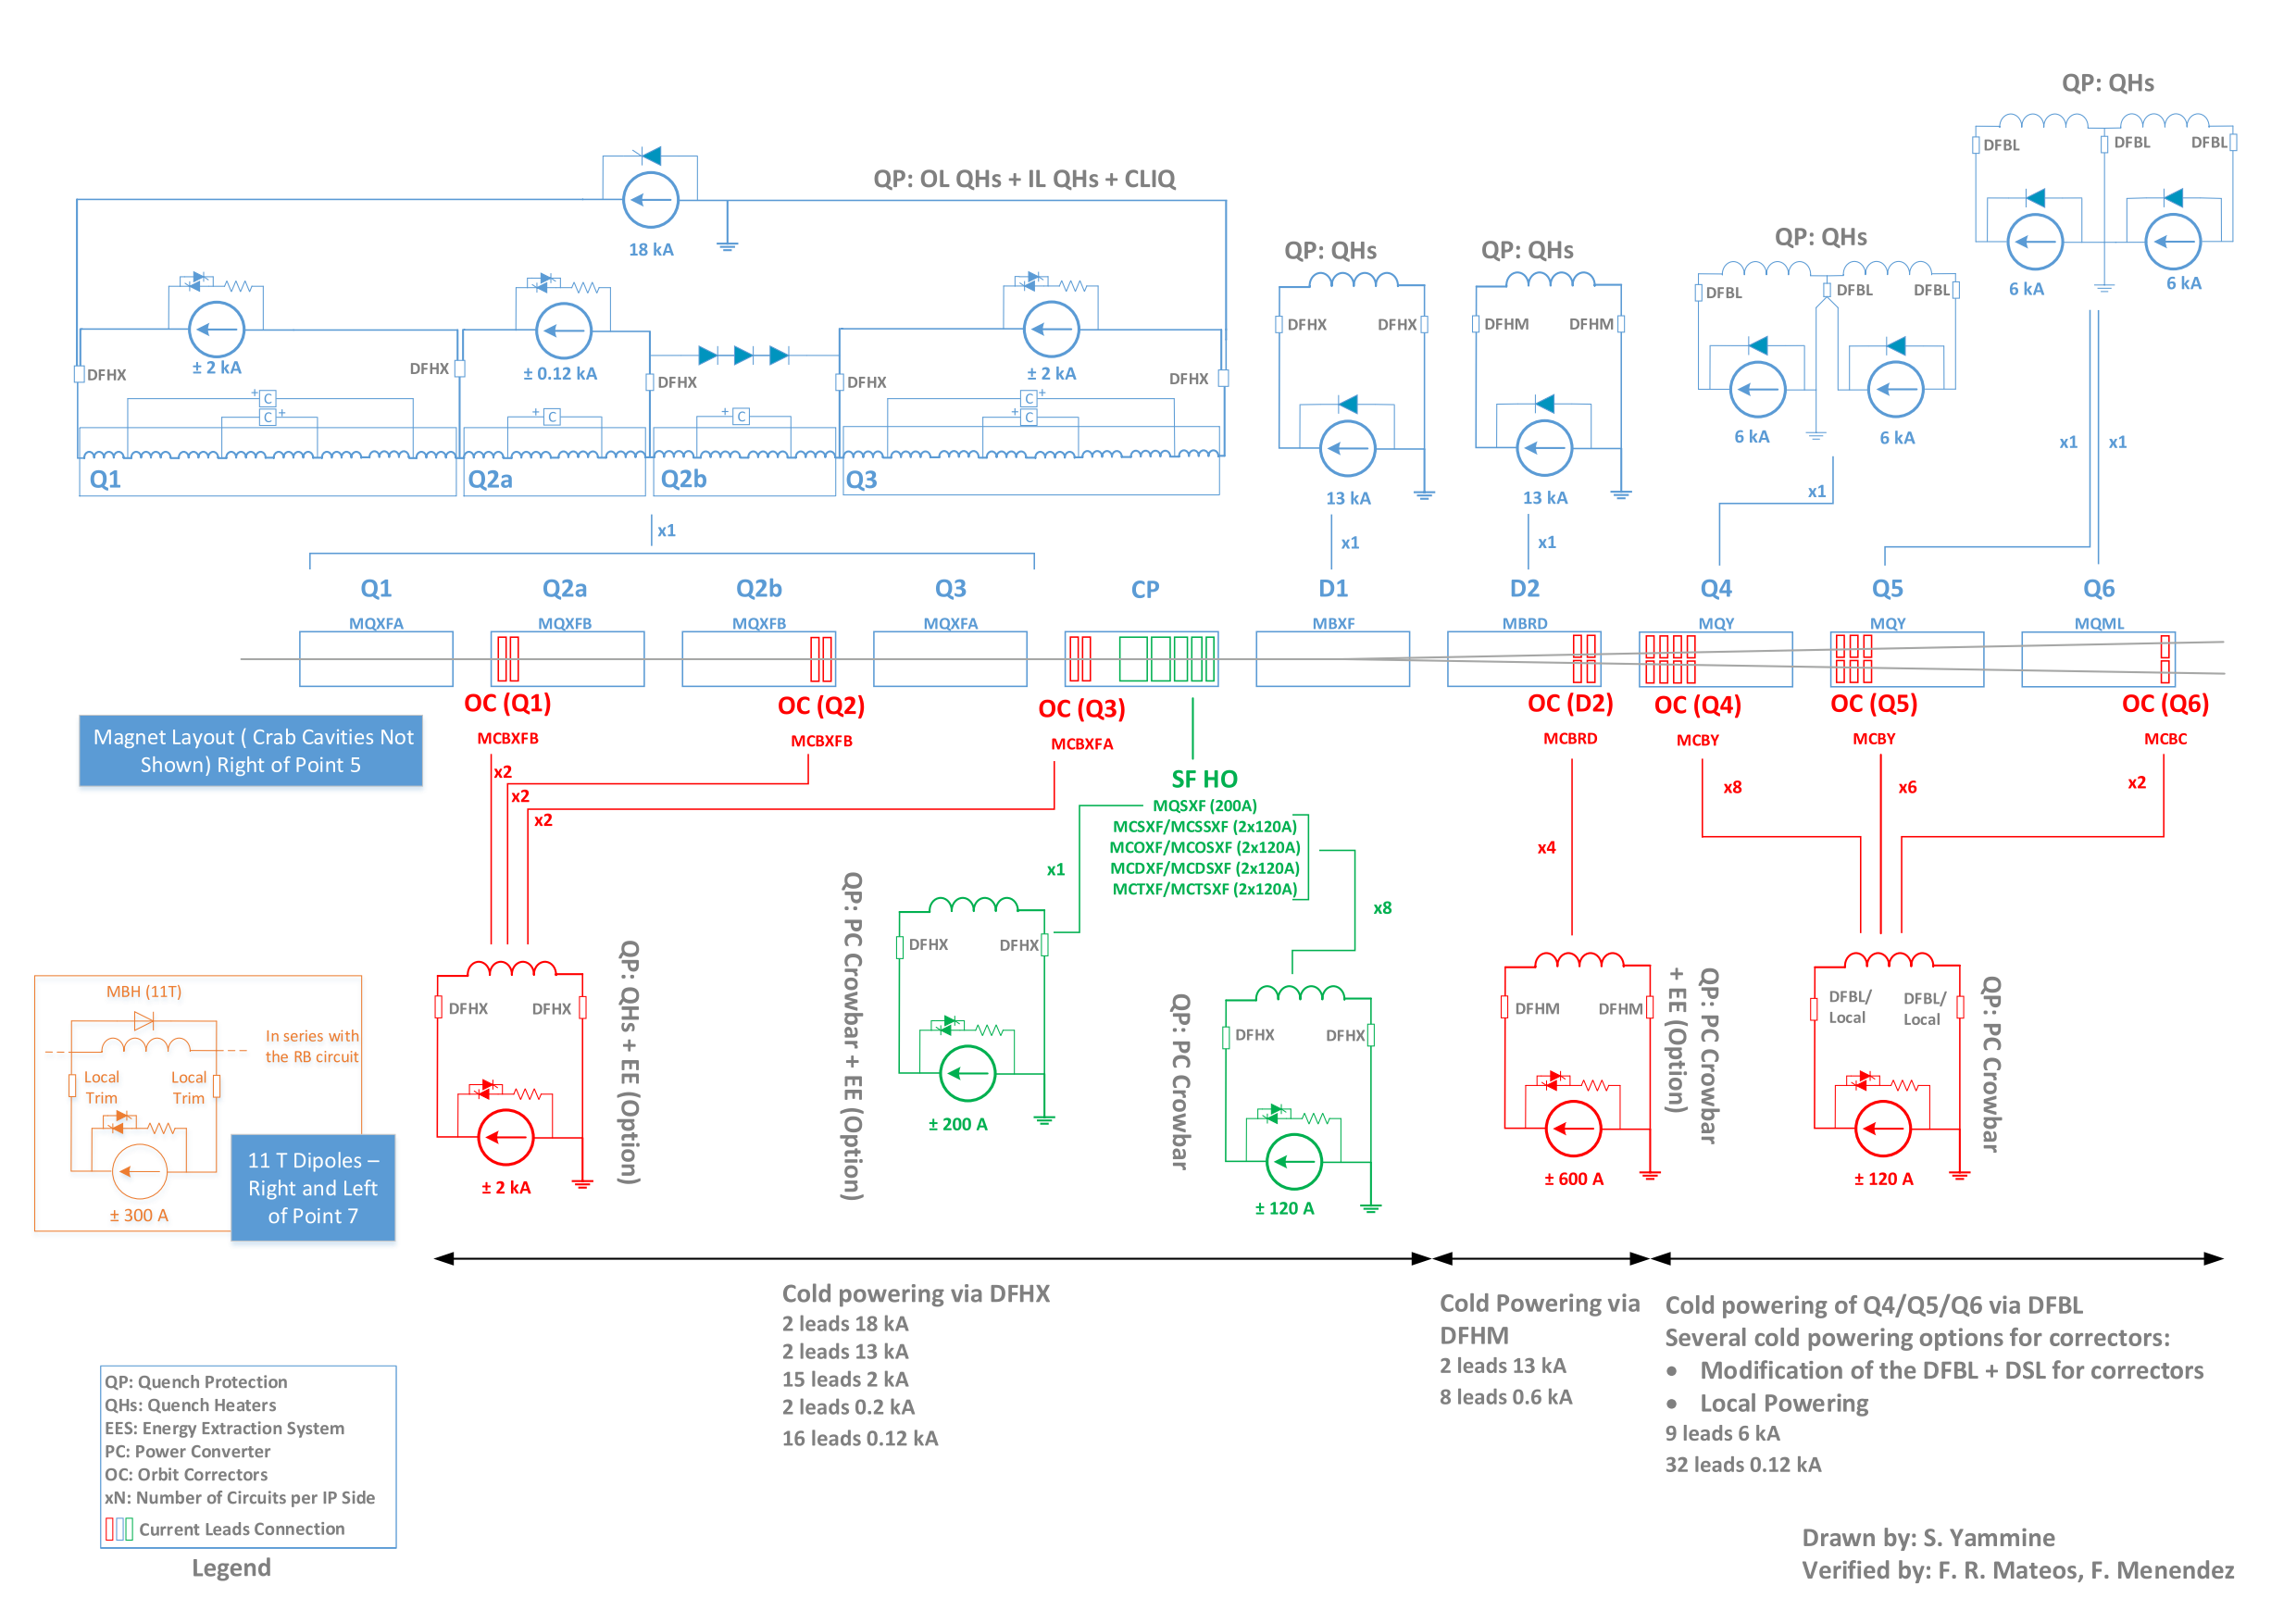 QP: QHs
DFBL
DFBL
DFBL
6 kA
6 kA
QP: OL QHs + IL QHs + CLIQ
18 kA
QP: QHs
QP: QHs
QP: QHs
DFBL
DFBL
DFBL
6 kA
6 kA
DFHX
DFHX
13 kA
DFHM
DFHM
13 kA
± 2 kA
± 0.12 kA
± 2 kA
DFHX
DFHX
DFHX
DFHX
DFHX
+ C
C +
+ C
+ C
C +
+ C
Q1
Q2a
Q2b
Q3
x1
x1
x1
x1
x1
x1
Q1
Q2a
Q2b
Q3
CP
D1
D2
Q4
Q5
Q6
MQXFA
MQXFB
MQXFB
MQXFA
MBXF
MBRD
MQY
MQY
MQML
OC (Q1)
OC (Q2)
OC (Q3)
OC (D2)
OC (Q4)
OC (Q5)
OC (Q6)
MCBXFB
MCBXFB
MCBXFA
MCBRD
MCBY
MCBY
MCBC
Magnet Layout ( Crab Cavities Not
Shown) Right of Point 5
x2
x2
x2
SF HO
MQSXF (200A)
MCSXF/MCSSXF (2x120A)
MCOXF/MCOSXF (2x120A)
MCDXF/MCDSXF (2x120A)
MCTXF/MCTSXF (2x120A)
x1
x8
x4
x8
x6
x2
MBH (11T)
In series with
the RB circuit
Local
Trim
Local
Trim
± 300 A
11 T Dipoles –
Right and Left
of Point 7
DFHX
DFHX
± 2 kA
QP: QHs + EE (Option)
QP: PC Crowbar + EE (Option)
DFHX
DFHX
± 200 A
QP: PC Crowbar
DFHX
DFHX
± 120 A
DFHM
DFHM
± 600 A
QP: PC Crowbar
+ EE (Option)
DFBL/
Local
DFBL/
Local
± 120 A
QP: PC Crowbar
Cold powering via DFHX
2 leads 18 kA
2 leads 13 kA
15 leads 2 kA
2 leads 0.2 kA
16 leads 0.12 kA
Cold Powering via
DFHM
2 leads 13 kA
8 leads 0.6 kA
Cold powering of Q4/Q5/Q6 via DFBL
Several cold powering options for correctors:
• Modification of the DFBL + DSL for correctors
• Local Powering
9 leads 6 kA
32 leads 0.12 kA
QP: Quench Protection
QHs: Quench Heaters
EES: Energy Extraction System
PC: Power Converter
OC: Orbit Correctors
xN: Number of Circuits per IP Side
Current Leads Connection
Legend
Drawn by: S. Yammine
Verified by: F. R. Mateos, F. Menendez